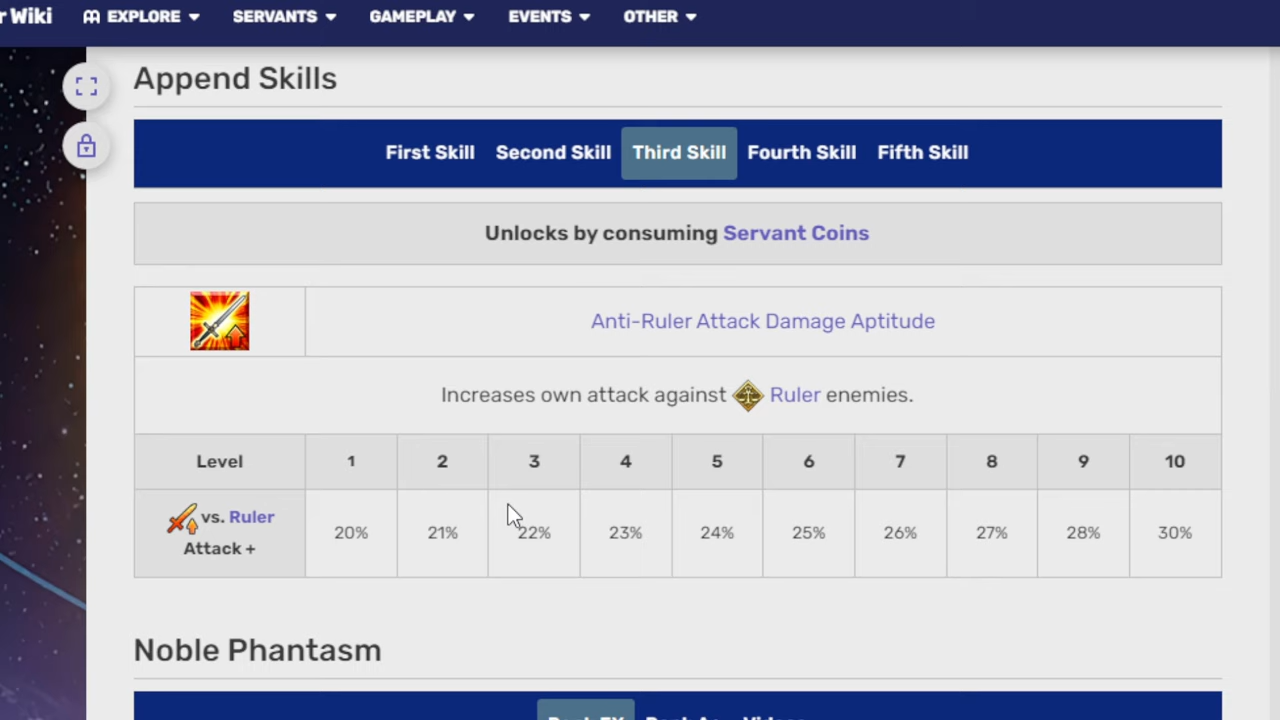 r Wiki EXPLORE SERVANTS GAMEPLAY EVENTS OTHER
Append Skills
First Skill Second Skill Third Skill Fourth Skill Fifth Skill
Unlocks by consuming Servant Coins
Anti-Ruler Attack Damage Aptitude
Increases own attack against Ruler enemies.
Level 1 2 3 4 5 6 7 8 9 10
vs. Ruler
Attack + 20% 21% 22% 23% 24% 25% 26% 27% 28% 30%
Noble Phantasm